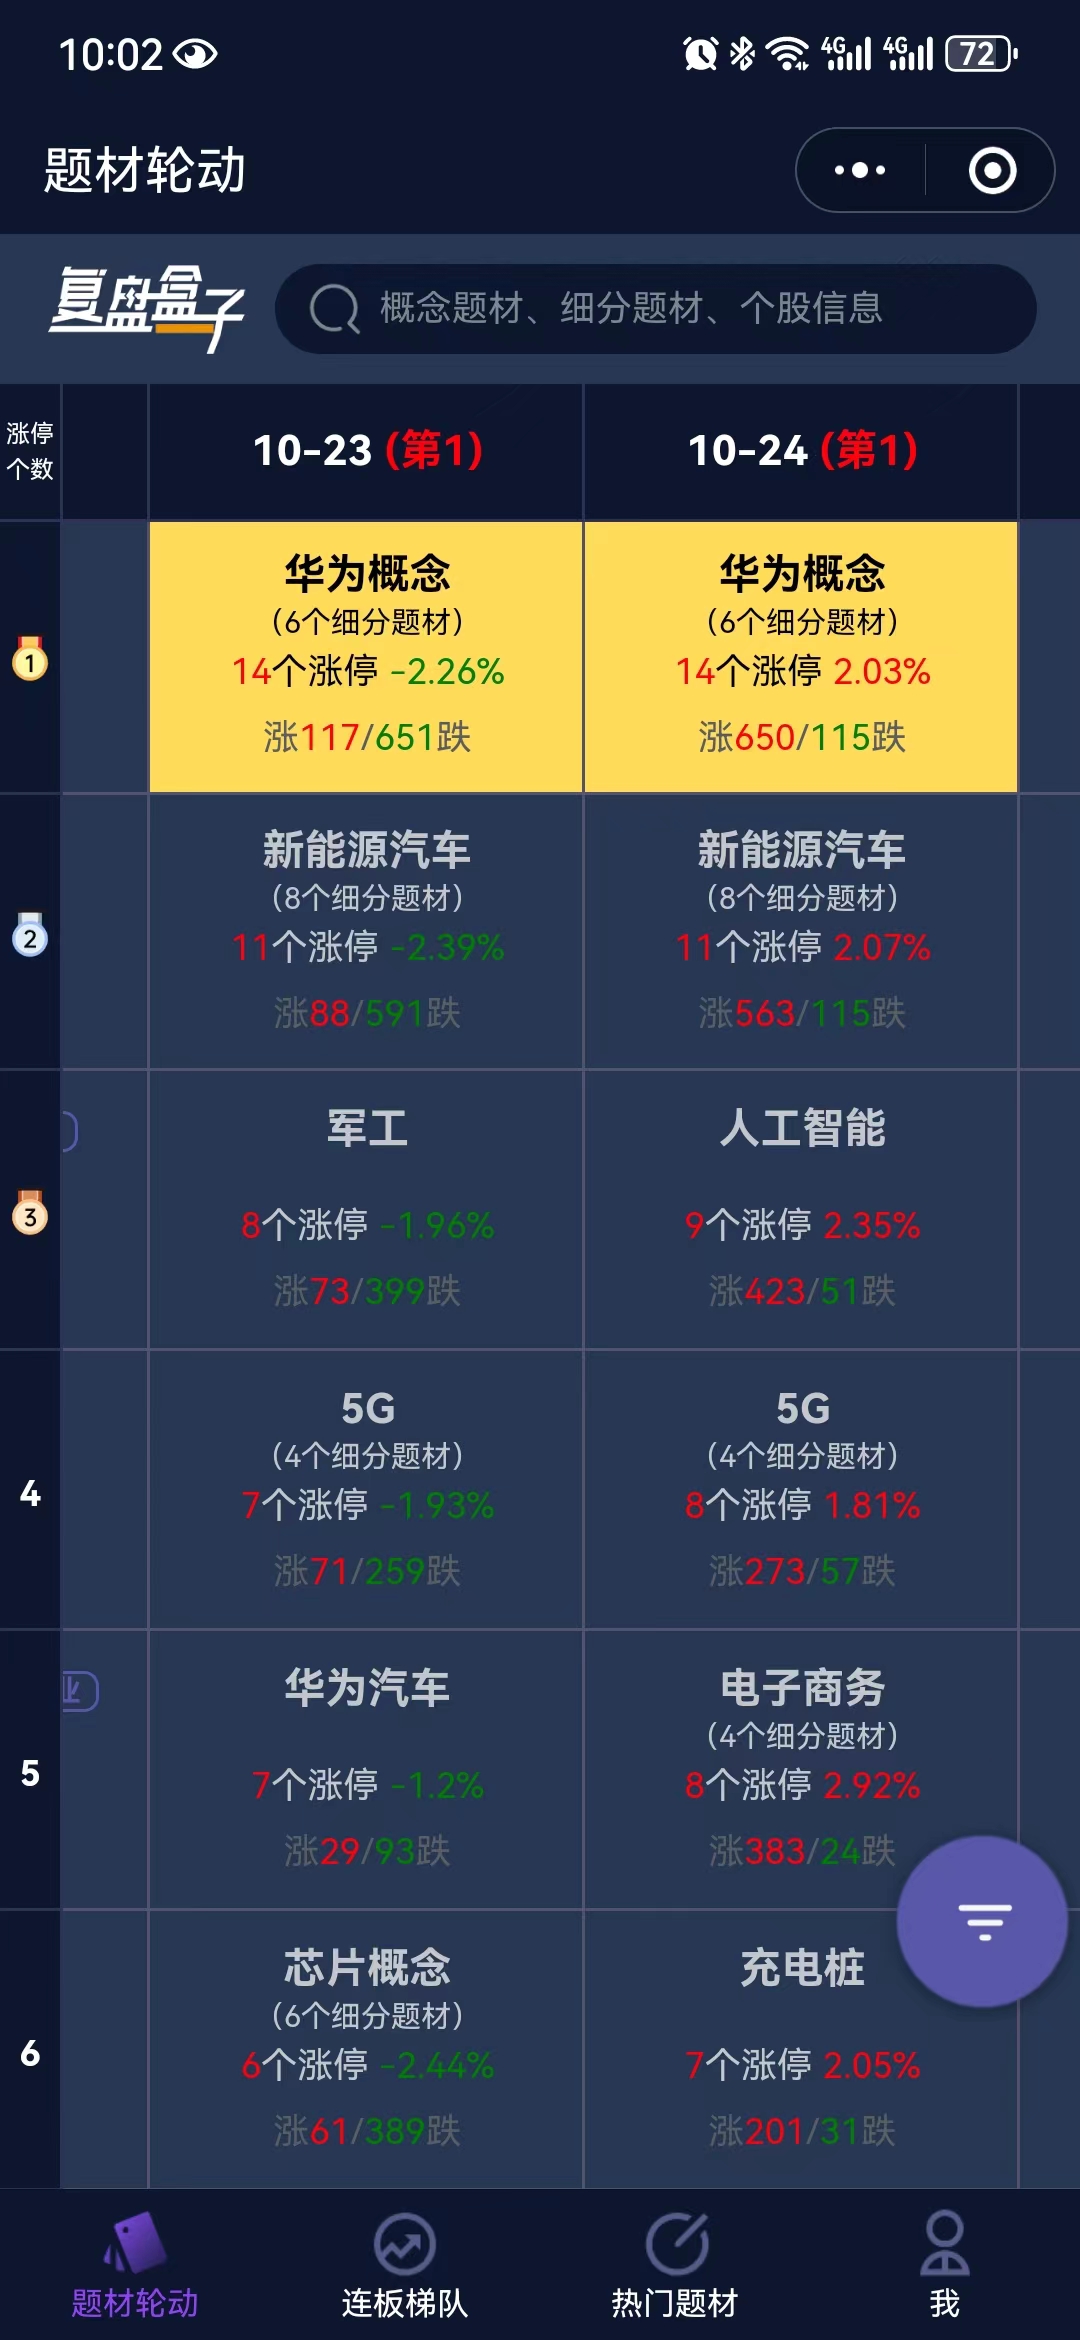 10:02
4G 4G 72
题材轮动
复盘盒子
概念题材、细分题材、个股信息
涨停
个数
10-23 (第1)
10-24 (第1)
1
华为概念
(6个细分题材)
14个涨停 -2.26%
涨117/651跌
华为概念
(6个细分题材)
14个涨停 2.03%
涨650/115跌
2
新能源汽车
(8个细分题材)
11个涨停 -2.39%
涨88/591跌
新能源汽车
(8个细分题材)
11个涨停 2.07%
涨563/115跌
3
军工
8个涨停 -1.96%
涨73/399跌
人工智能
9个涨停 2.35%
涨423/51跌
4
5G
(4个细分题材)
7个涨停 -1.93%
涨71/259跌
5G
(4个细分题材)
8个涨停 1.81%
涨273/57跌
5
华为汽车
7个涨停 -1.2%
涨29/93跌
电子商务
(4个细分题材)
8个涨停 2.92%
涨383/24跌
6
芯片概念
(6个细分题材)
6个涨停 -2.44%
涨61/389跌
充电桩
7个涨停 2.05%
涨201/31跌
题材轮动
连板梯队
热门题材
我